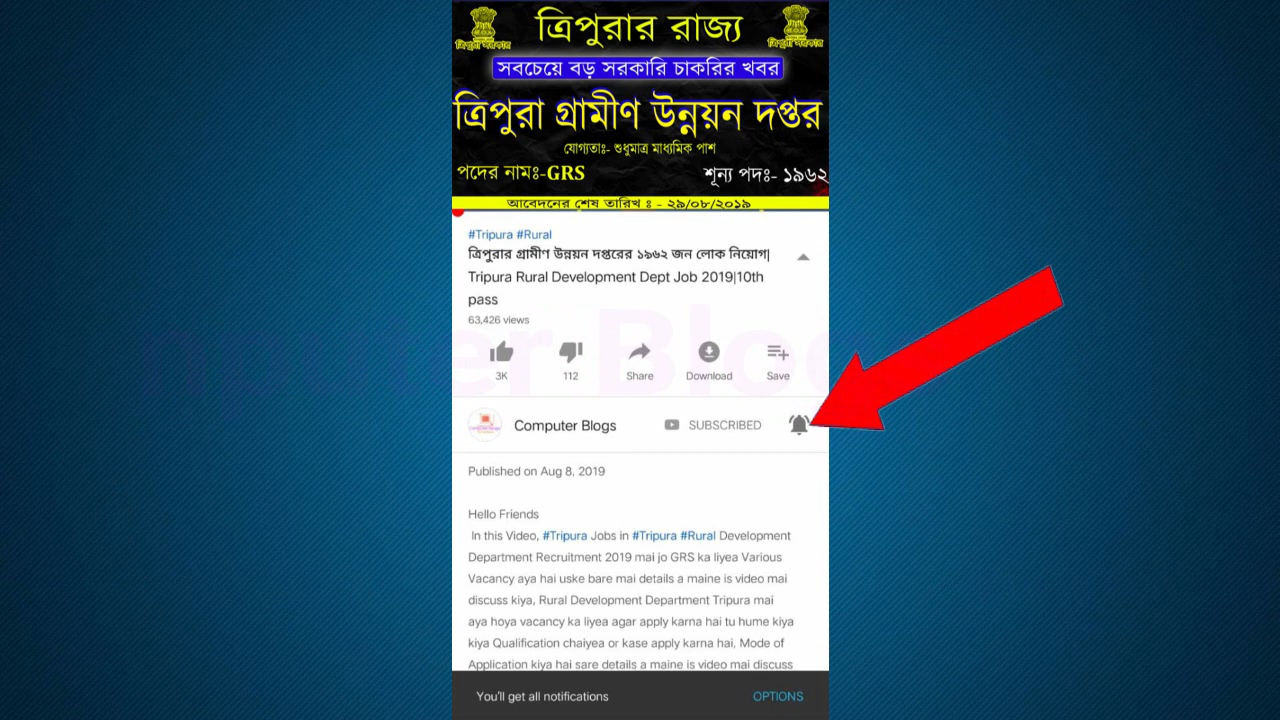 ত্রিপুরার রাজ্য
ত্রিপুরা সরকার
ত্রিপুরা সরকার
সবচেয়ে বড় সরকারি চাকরির খবর
ত্রিপুরা গ্রামীণ উন্নয়ন দপ্তর
যোগ্যতাঃ- শুধুমাত্র মাধ্যমিক পাশ
পদের নামঃ-GRS
শূন্য পদঃ- ১৯৬২
আবেদনের শেষ তারিখ ঃ - ২৯/০৮/২০১৯
#Tripura #Rural
ত্রিপুরার গ্রামীণ উন্নয়ন দপ্তরের ১৯৬২ জন লোক নিয়োগ|
Tripura Rural Development Dept Job 2019|10th
pass
63,426 views
3K 112 Share Download Save
Computer Blogs SUBSCRIBED
Published on Aug 8, 2019
Hello Friends
In this Video, #Tripura Jobs in #Tripura #Rural Development
Department Recruitment 2019 mai jo GRS ka liyea Various
Vacancy aya hai uske bare mai details a maine is video mai
discuss kiya, Rural Development Department Tripura mai
aya hoya vacancy ka liyea agar apply karna hai tu hume kiya
kiya Qualification chaiyea or kase apply karna hai, Mode of
Application kiya hai sare details a maine is video mai discuss
You'll get all notifications OPTIONS